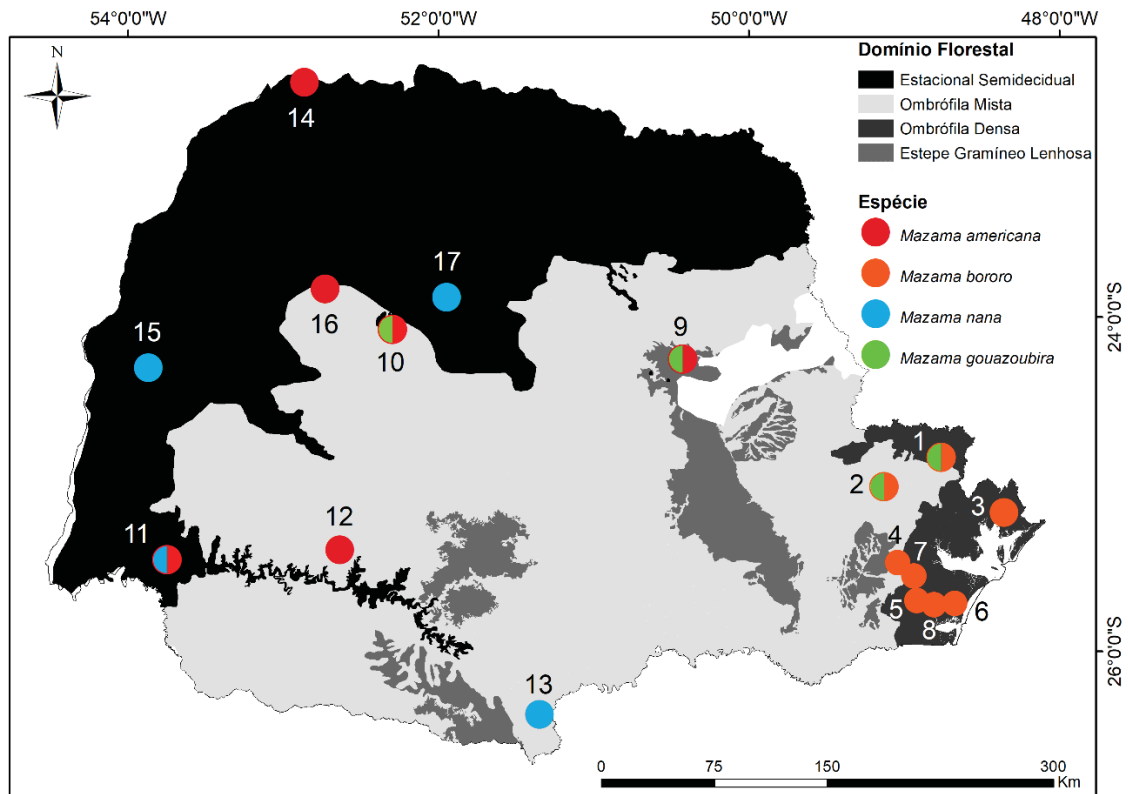 54°0'0"W
52°0'0"W
50°0'0"W
48°0'0"W
N
Domínio Florestal
Estacional Semidecidual
Ombrófila Mista
Ombrófila Densa
Estepe Gramíneo Lenhosa
Espécie
Mazama americana
Mazama bororo
Mazama nana
Mazama gouazoubira
14
17
16
10
15
9
24°0'0"S
1
2
3
12
11
4
7
5
8
6
26°0'0"S
13
0 75 150 300
Km